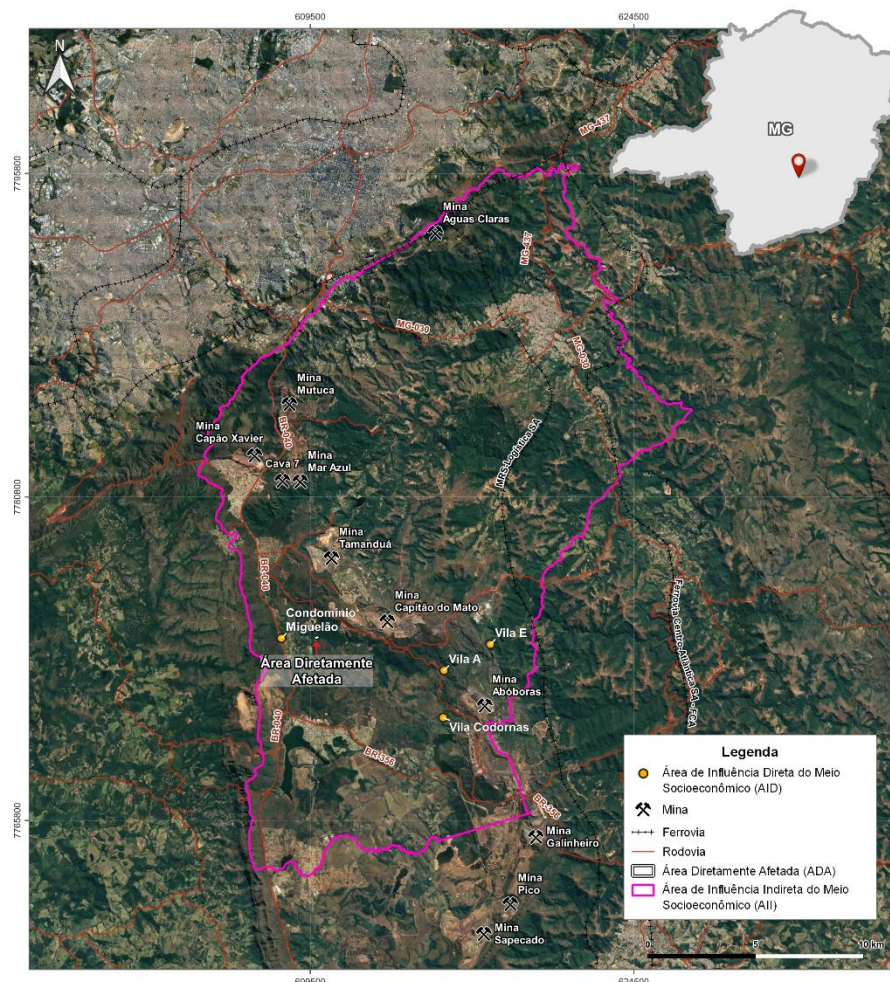 609500
624500
N
MG
MG-437
7795800
7795800
Mina
Aguas Claras
MG-437
MG-030
MG-030
Mina
Mutuca
BR-040
Mina
Capão Xavier
Cava 7
Mina
Mar Azul
MRS-Logística SA
7780800
7780800
Mina
Tamanduá
BR-040
Mina
Capitão do Mato
Condomínio
Miguelão
Vila E
Área Diretamente
Afetada
Vila A
Mina
Abóboras
Ferrovia Centro-Atlântica SA - FCA
Vila Codornas
BR-040
BR-356
BR-356
7765800
Mina
Galinheiro
Mina
Pico
Mina
Sapecado
Legenda
Área de Influência Direta do Meio
Socioeconômico (AID)
Mina
Ferrovia
Rodovia
Área Diretamente Afetada (ADA)
Área de Influência Indireta do Meio
Socioeconômico (AII)
0 5 10 km
609500
624500